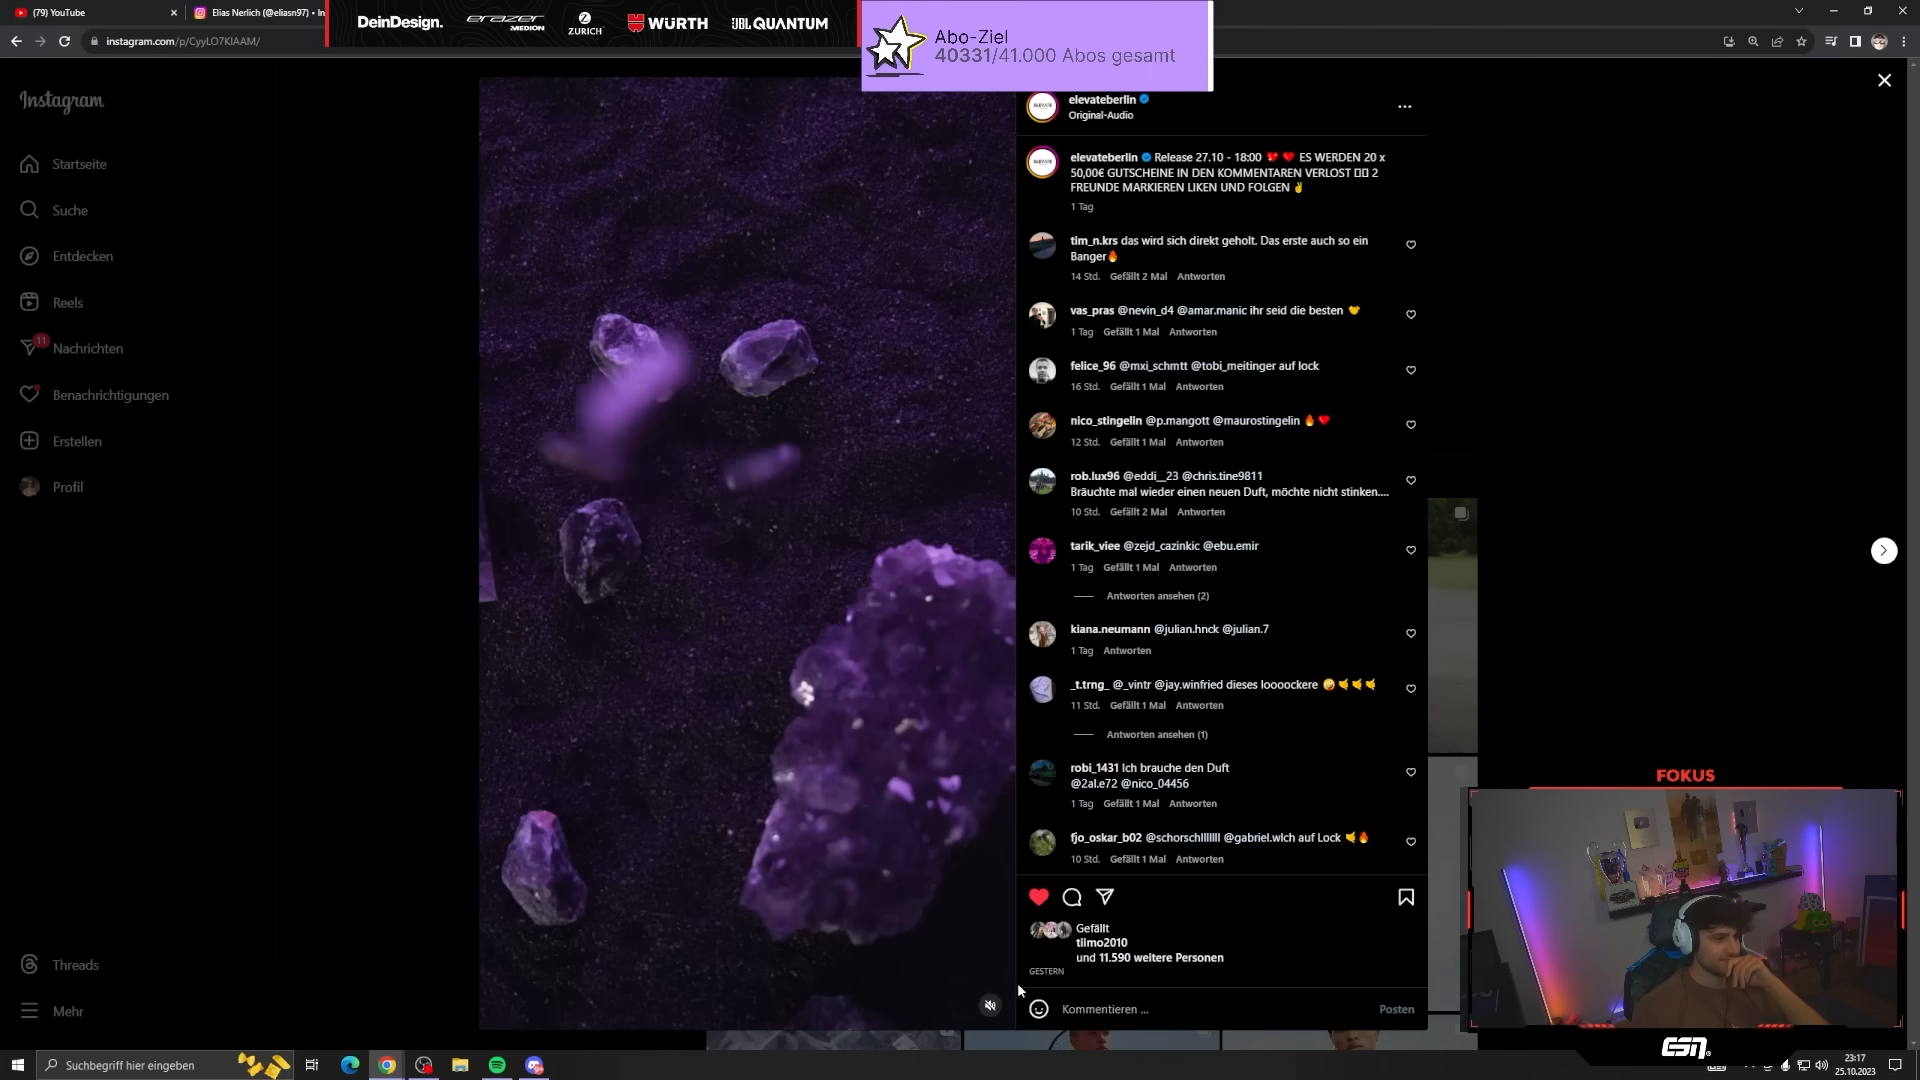 (79) YouTube
Elias Nerlich (@eliasn97) • In
instagram.com/p/CyyLO7KIAAM/
DeinDesign.
erazer
MEDION
ZURICH
WÜRTH
JBL QUANTUM
Abo-Ziel
40331/41.000 Abos gesamt
Instagram
Startseite
Suche
Entdecken
Reels
11
Nachrichten
Benachrichtigungen
Erstellen
Profil
Threads
Mehr
elevateberlin
Original-Audio
elevateberlin Release 27.10 - 18:00 ❤️ ES WERDEN 20 x
50,00€ GUTSCHEINE IN DEN KOMMENTAREN VERLOST 2
FREUNDE MARKIEREN LIKEN UND FOLGEN ✌️
1 Tag
tim_n.krs das wird sich direkt geholt. Das erste auch so ein
Banger🔥
14 Std. Gefällt 2 Mal Antworten
vas_pras @nevin_d4 @amar.manic ihr seid die besten
1 Tag Gefällt 1 Mal Antworten
felice_96 @mxi_schmtt @tobi_meitinger auf lock
16 Std. Gefällt 1 Mal Antworten
nico_stingelin @p.mangott @maurostingelin 🔥❤️
12 Std. Gefällt 1 Mal Antworten
rob.lux96 @eddi__23 @chris.tine9811
Bräuchte mal wieder einen neuen Duft, möchte nicht stinken....
10 Std. Gefällt 2 Mal Antworten
tarik_viee @zejd_cazinkic @ebu.emir
1 Tag Gefällt 1 Mal Antworten
Antworten ansehen (2)
kiana.neumann @julian.hnck @julian.7
1 Tag Antworten
_t.trng_ @_vintr @jay.winfried dieses loooockere 🤪🤙🤙🤙
11 Std. Gefällt 1 Mal Antworten
Antworten ansehen (1)
robi_1431 Ich brauche den Duft
@2al.e72 @nico_04456
1 Tag Gefällt 1 Mal Antworten
fjo_oskar_b02 @schorschlllllll @gabriel.wlch auf Lock 🤙🔥
10 Std. Gefällt 1 Mal Antworten
Gefällt
tiimo2010
und 11.590 weitere Personen
GESTERN
Kommentieren ...
Posten
FOKUS
Suchbegriff hier eingeben
23:17
25.10.2023